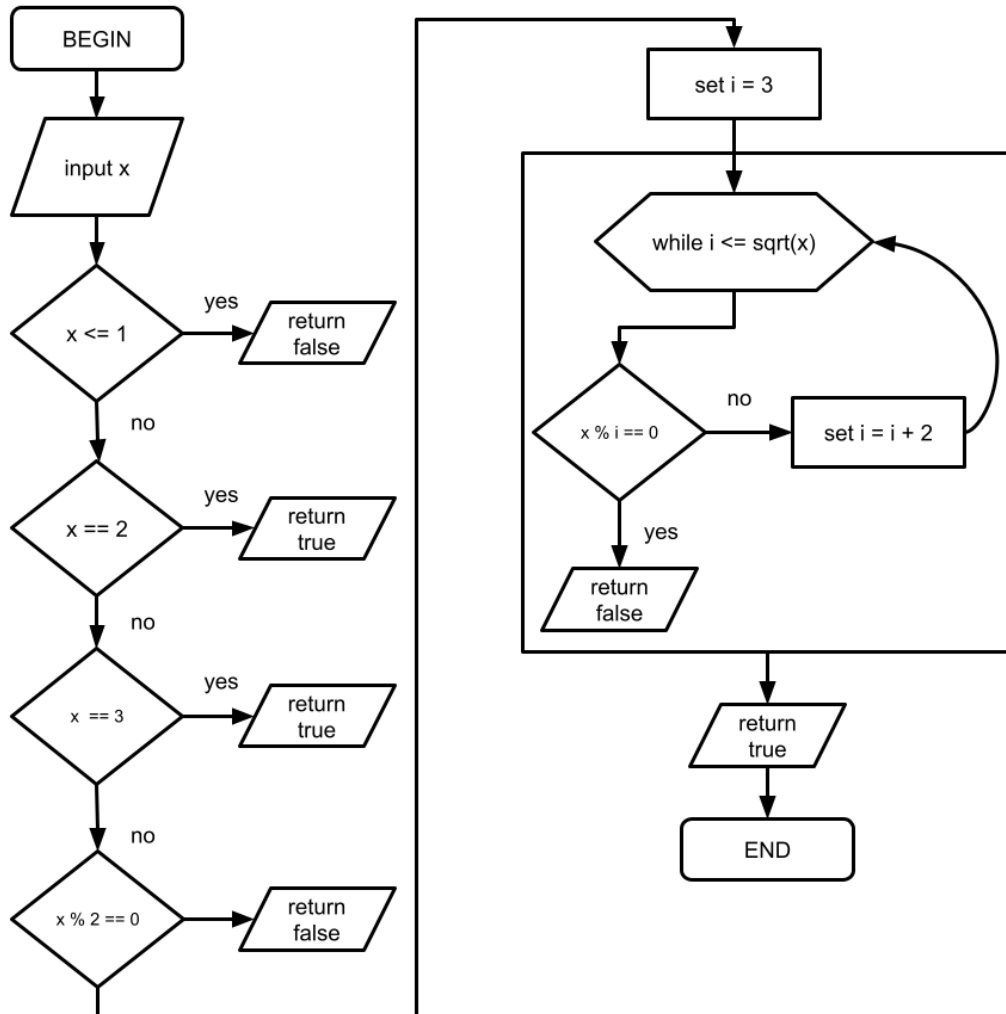 BEGIN
input x
x <= 1
yes
return
false
no
x == 2
yes
return
true
no
x == 3
yes
return
true
no
x % 2 == 0
return
false
set i = 3
while i <= sqrt(x)
x % i == 0
no
set i = i + 2
yes
return
false
return
true
END